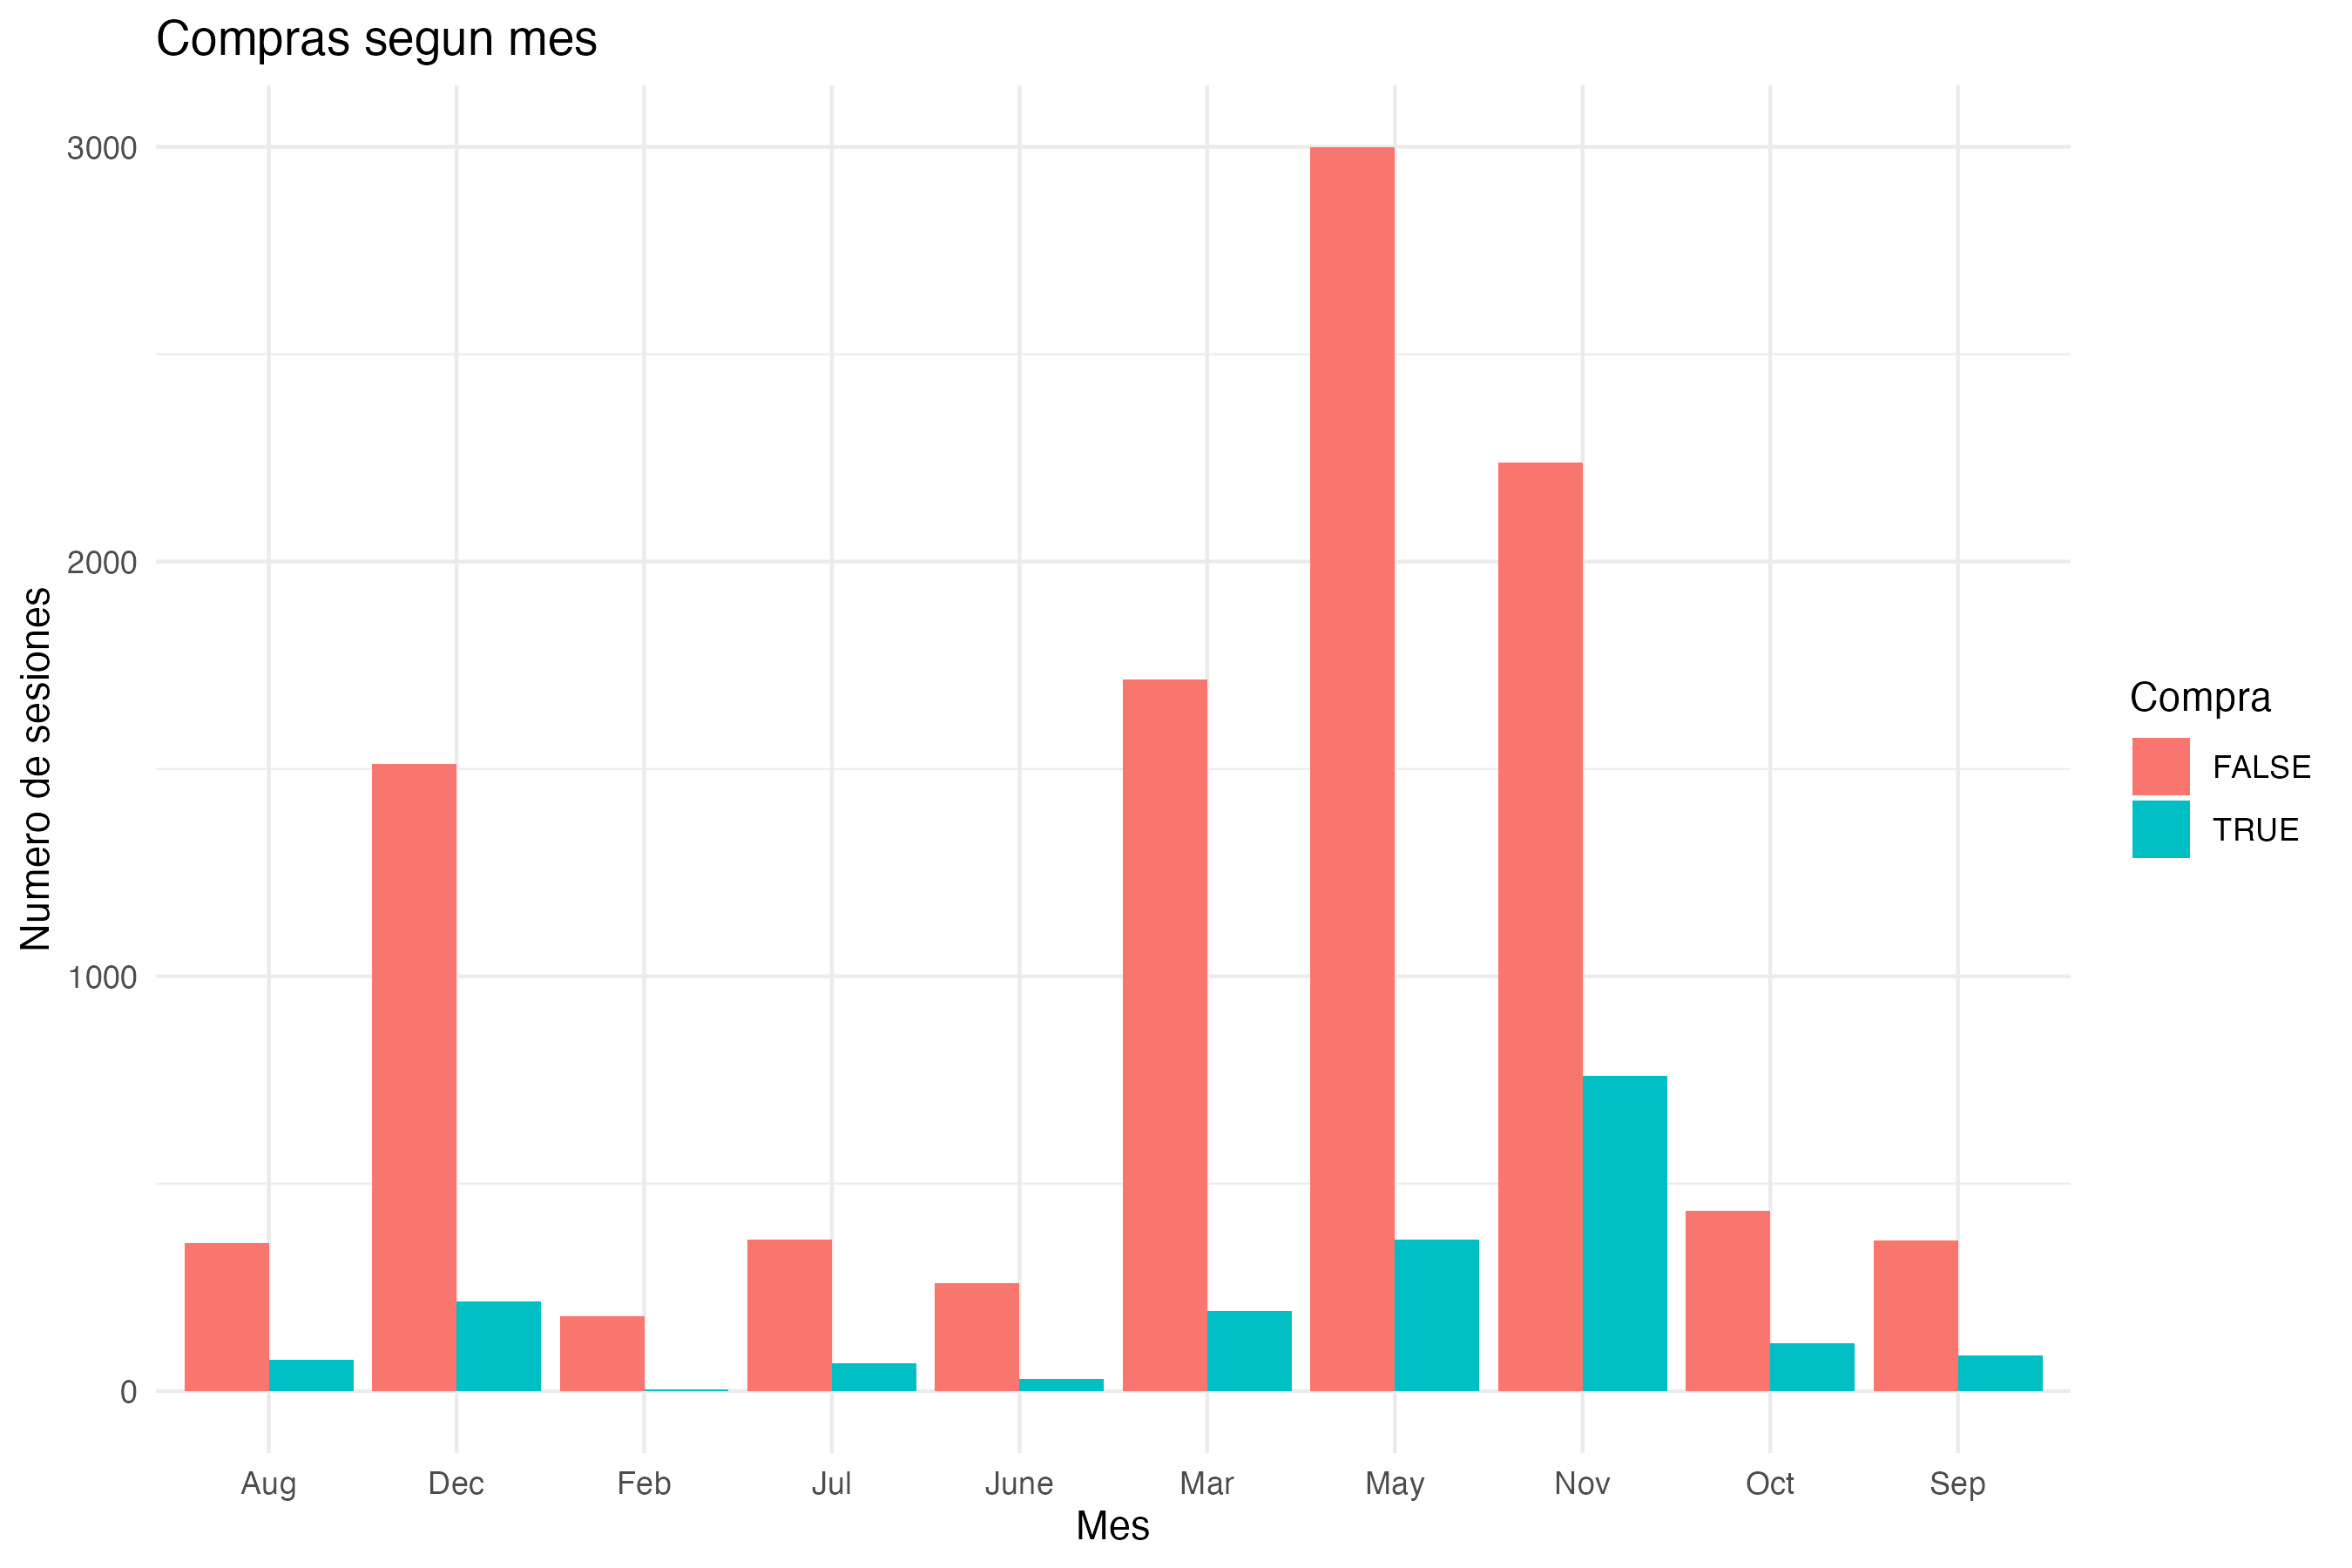 Compras segun mes
Numero de sesiones
3000
2000
1000
0
Aug Dec Feb Jul June Mar May Nov Oct Sep
Mes
Compra
FALSE
TRUE